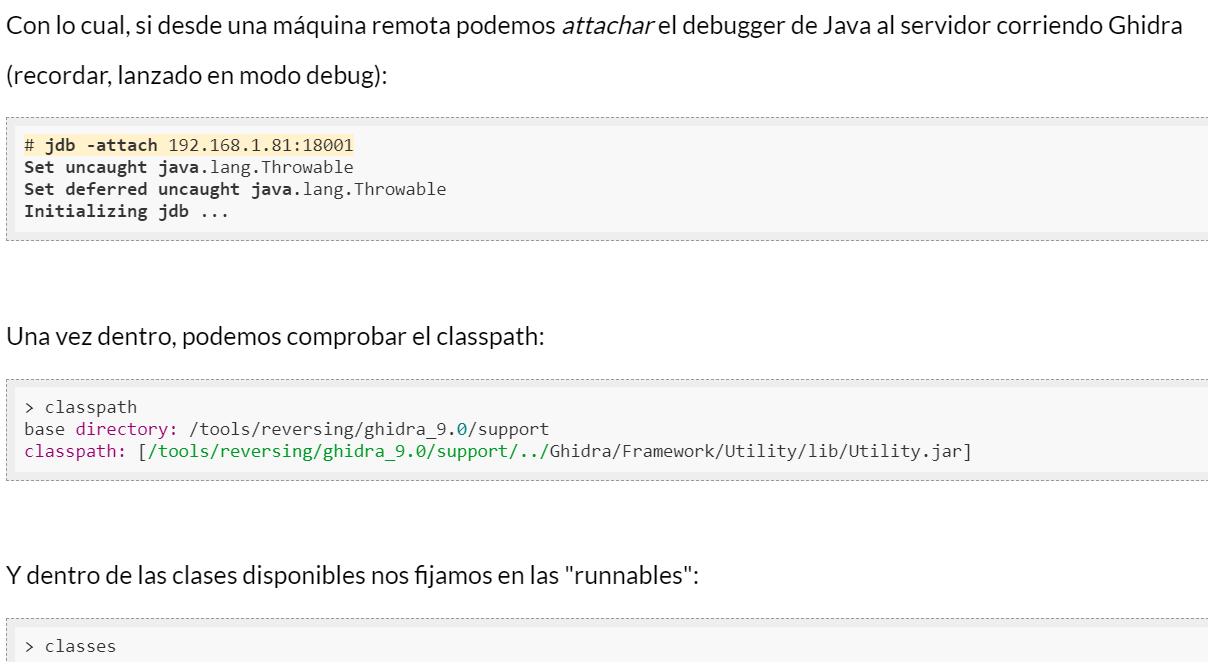 Con lo cual, si desde una máquina remota podemos attachar el debugger de Java al servidor corriendo Ghidra
(recordar, lanzado en modo debug):
# jdb -attach 192.168.1.81:18001
Set uncaught java.lang.Throwable
Set deferred uncaught java.lang.Throwable
Initializing jdb ...
Una vez dentro, podemos comprobar el classpath:
> classpath
base directory: /tools/reversing/ghidra_9.0/support
classpath: [/tools/reversing/ghidra_9.0/support/../Ghidra/Framework/Utility/lib/Utility.jar]
Y dentro de las clases disponibles nos fijamos en las "runnables":
> classes